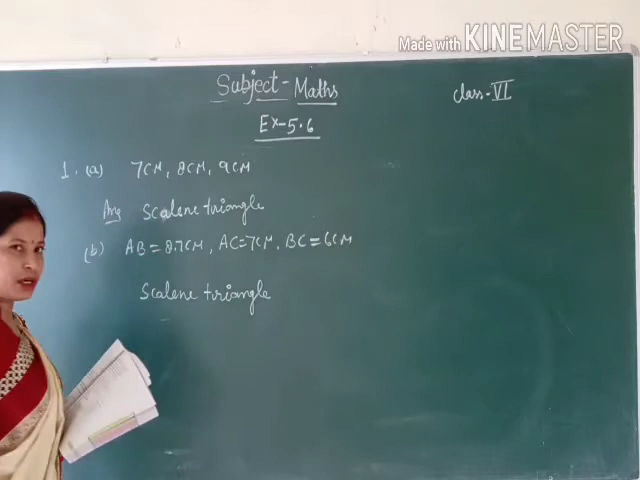 Made with KINEMASTER
Subject - Maths
Class - VI
Ex - 5.6
1. (a) 7CM, 8CM, 9CM
Ans Scalene triangle
(b) AB = 8.7CM, AC = 7CM, BC = 6CM
Scalene triangle